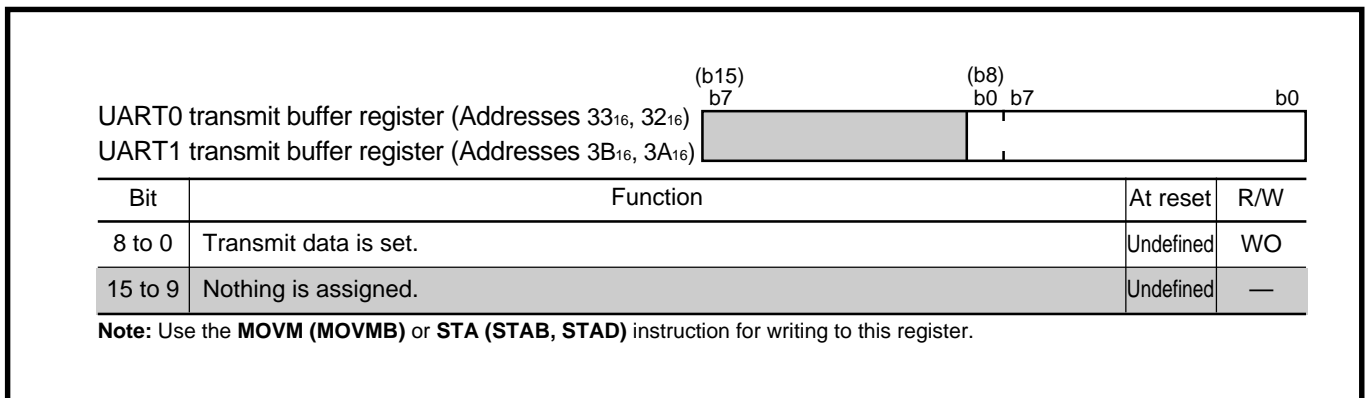 (b15) (b8)
b7 b0 b7 b0
UART0 transmit buffer register (Addresses 33₁₆, 32₁₆)
UART1 transmit buffer register (Addresses 3B₁₆, 3A₁₆)
Bit Function At reset R/W
8 to 0 Transmit data is set. Undefined WO
15 to 9 Nothing is assigned. Undefined —
Note: Use the MOVM (MOVMB) or STA (STAB, STAD) instruction for writing to this register.